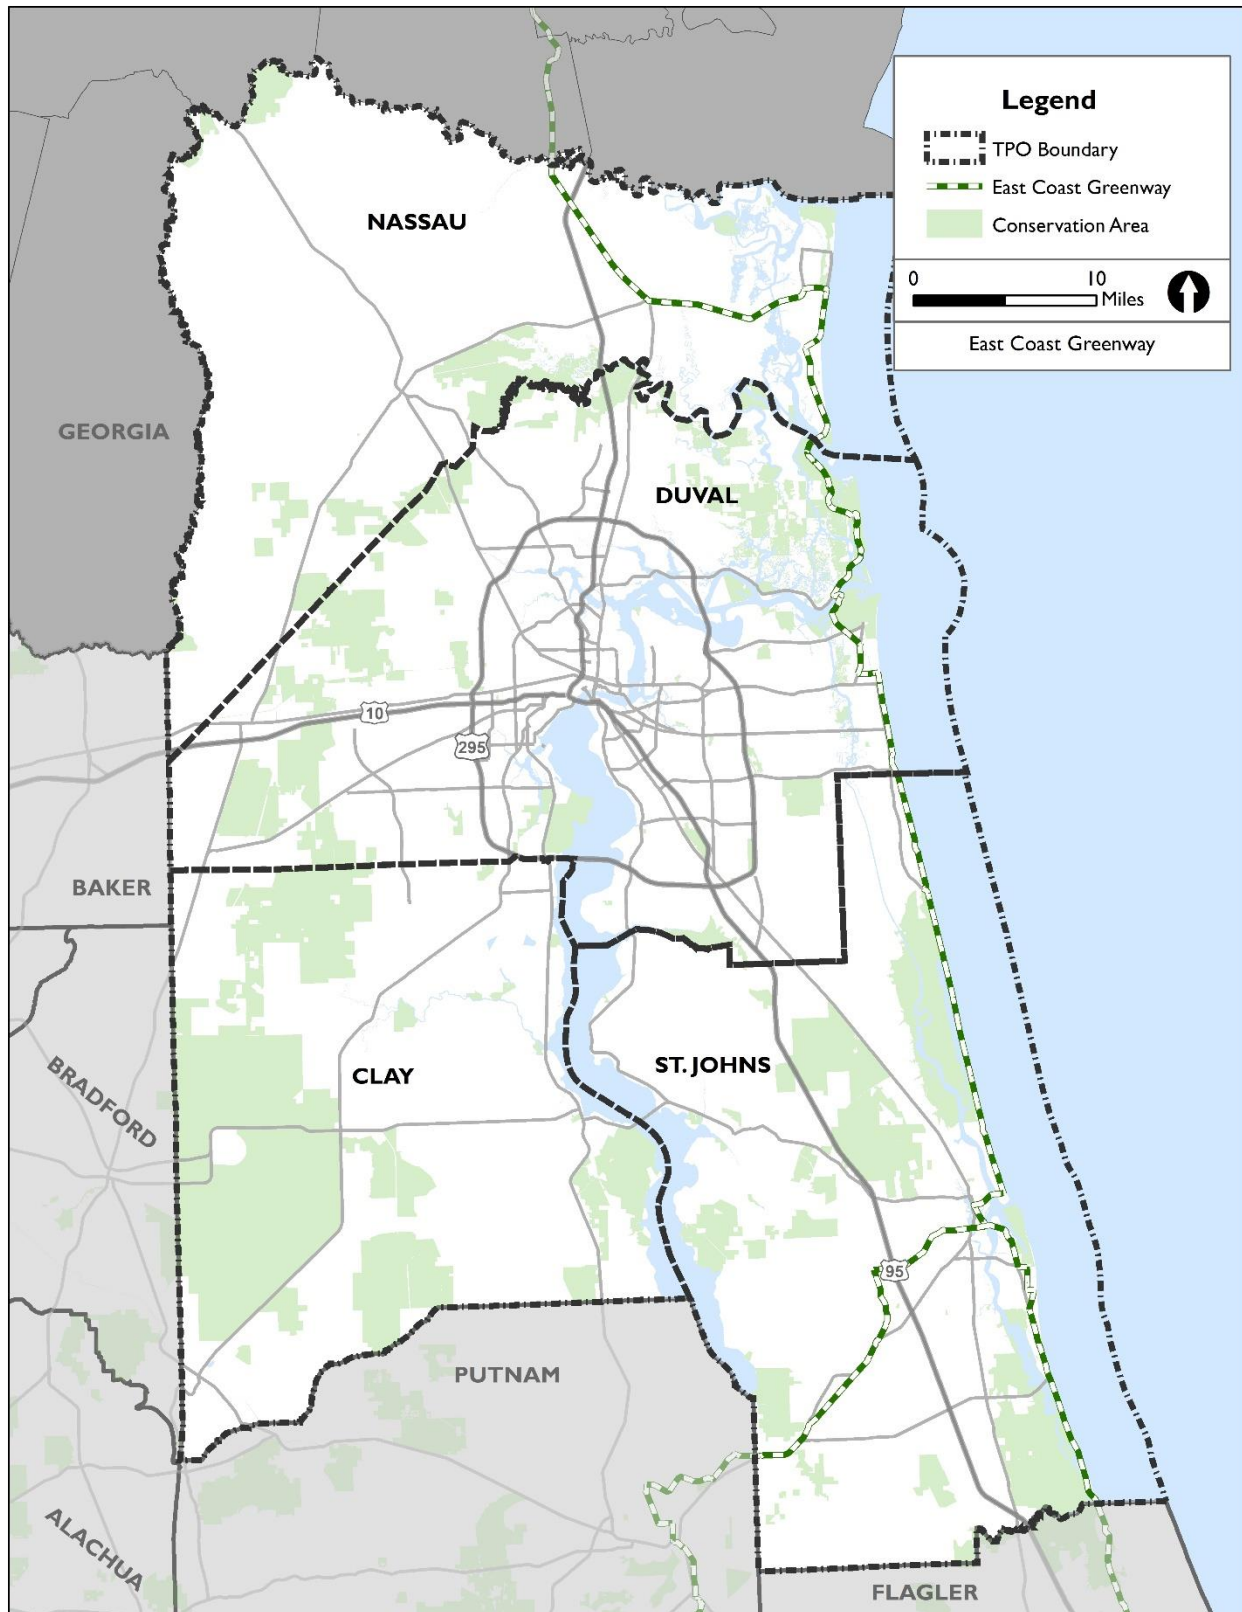 Legend
TPO Boundary
East Coast Greenway
Conservation Area
0 10
Miles
East Coast Greenway
NASSAU
GEORGIA
DUVAL
10
295
BAKER
BRADFORD
CLAY
ST. JOHNS
95
PUTNAM
ALACHUA
FLAGLER